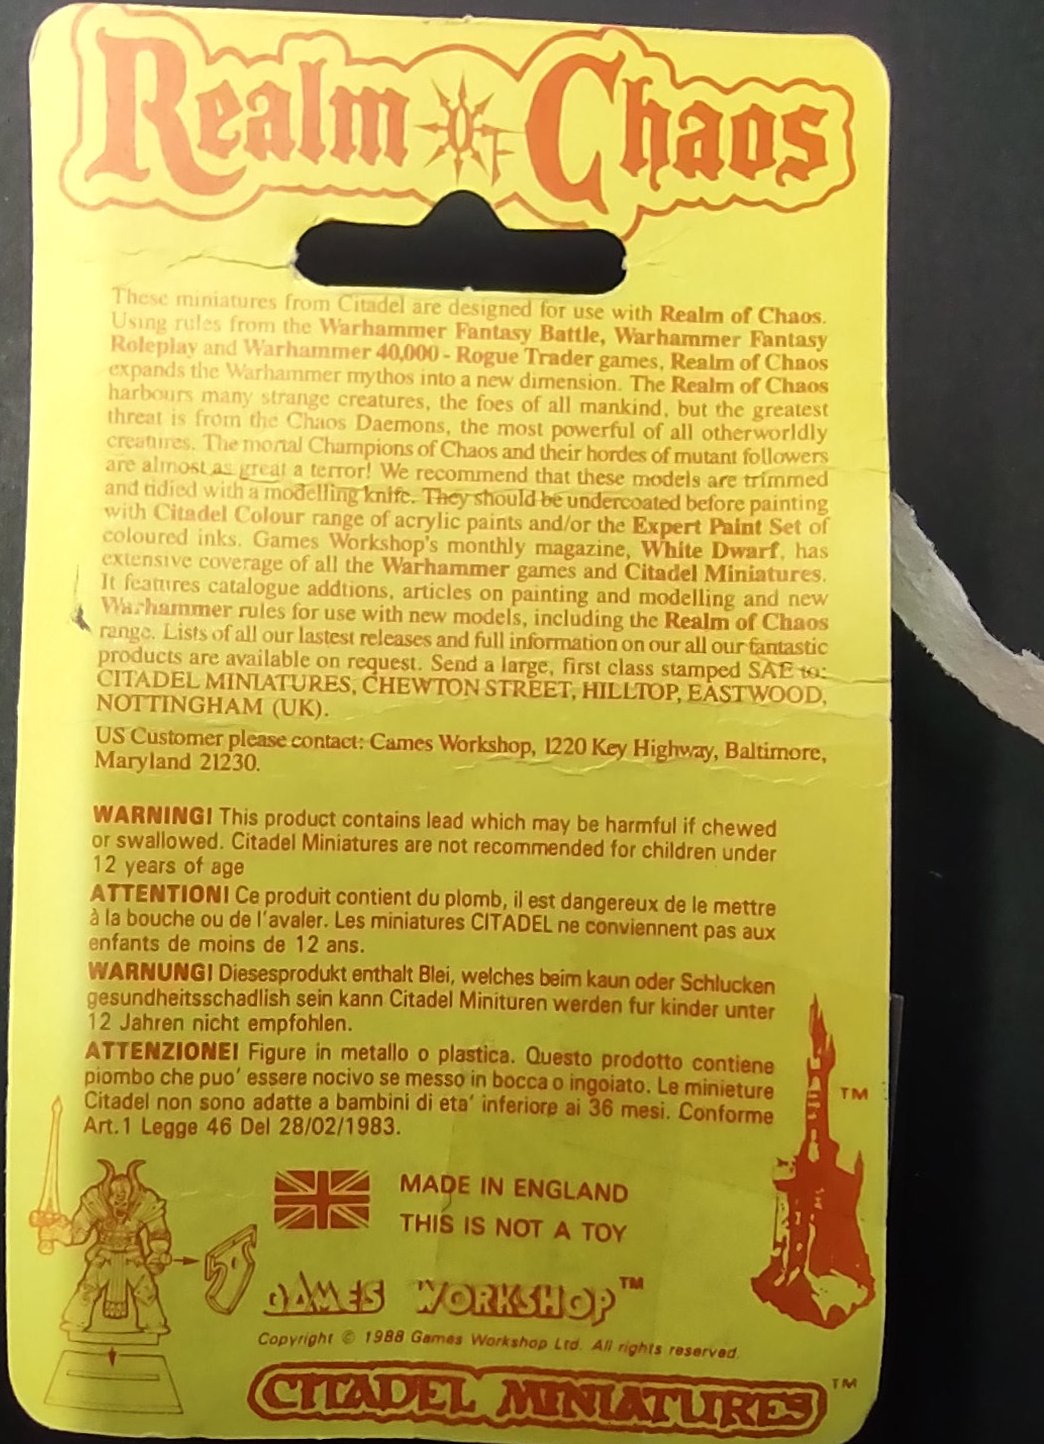 Realm OF Chaos
These miniatures from Citadel are designed for use with Realm of Chaos.
Using rules from the Warhammer Fantasy Battle, Warhammer Fantasy
Roleplay and Warhammer 40,000 - Rogue Trader games, Realm of Chaos
expands the Warhammer mythos into a new dimension. The Realm of Chaos
harbours many strange creatures, the foes of all mankind, but the greatest
threat is from the Chaos Daemons, the most powerful of all otherworldly
creatures. The mortal Champions of Chaos and their hordes of mutant followers
are almost as great a terror! We recommend that these models are trimmed
and tidied with a modelling knife. They should be undercoated before painting
with Citadel Colour range of acrylic paints and/or the Expert Paint Set of
coloured inks. Games Workshop's monthly magazine, White Dwarf, has
extensive coverage of all the Warhammer games and Citadel Miniatures.
It features catalogue addtions, articles on painting and modelling and new
Warhammer rules for use with new models, including the Realm of Chaos
range. Lists of all our lastest releases and full information on our all our fantastic
products are available on request. Send a large, first class stamped SAE to:
CITADEL MINIATURES, CHEWTON STREET, HILLTOP, EASTWOOD,
NOTTINGHAM (UK).
US Customer please contact: Cames Workshop, 1220 Key Highway, Baltimore,
Maryland 21230.
WARNING! This product contains lead which may be harmful if chewed
or swallowed. Citadel Miniatures are not recommended for children under
12 years of age
ATTENTION! Ce produit contient du plomb, il est dangereux de le mettre
à la bouche ou de l'avaler. Les miniatures CITADEL ne conviennent pas aux
enfants de moins de 12 ans.
WARNUNG! Diesesprodukt enthalt Blei, welches beim kaun oder Schlucken
gesundheitsschadlish sein kann Citadel Minituren werden fur kinder unter
12 Jahren nicht empfohlen.
ATTENZIONE! Figure in metallo o plastica. Questo prodotto contiene
piombo che puo' essere nocivo se messo in bocca o ingoiato. Le minieture
Citadel non sono adatte a bambini di eta' inferiore ai 36 mesi. Conforme
Art.1 Legge 46 Del 28/02/1983.
TM
MADE IN ENGLAND
THIS IS NOT A TOY
GAMES WORKSHOP TM
Copyright © 1988 Games Workshop Ltd. All rights reserved.
CITADEL MINIATURES TM